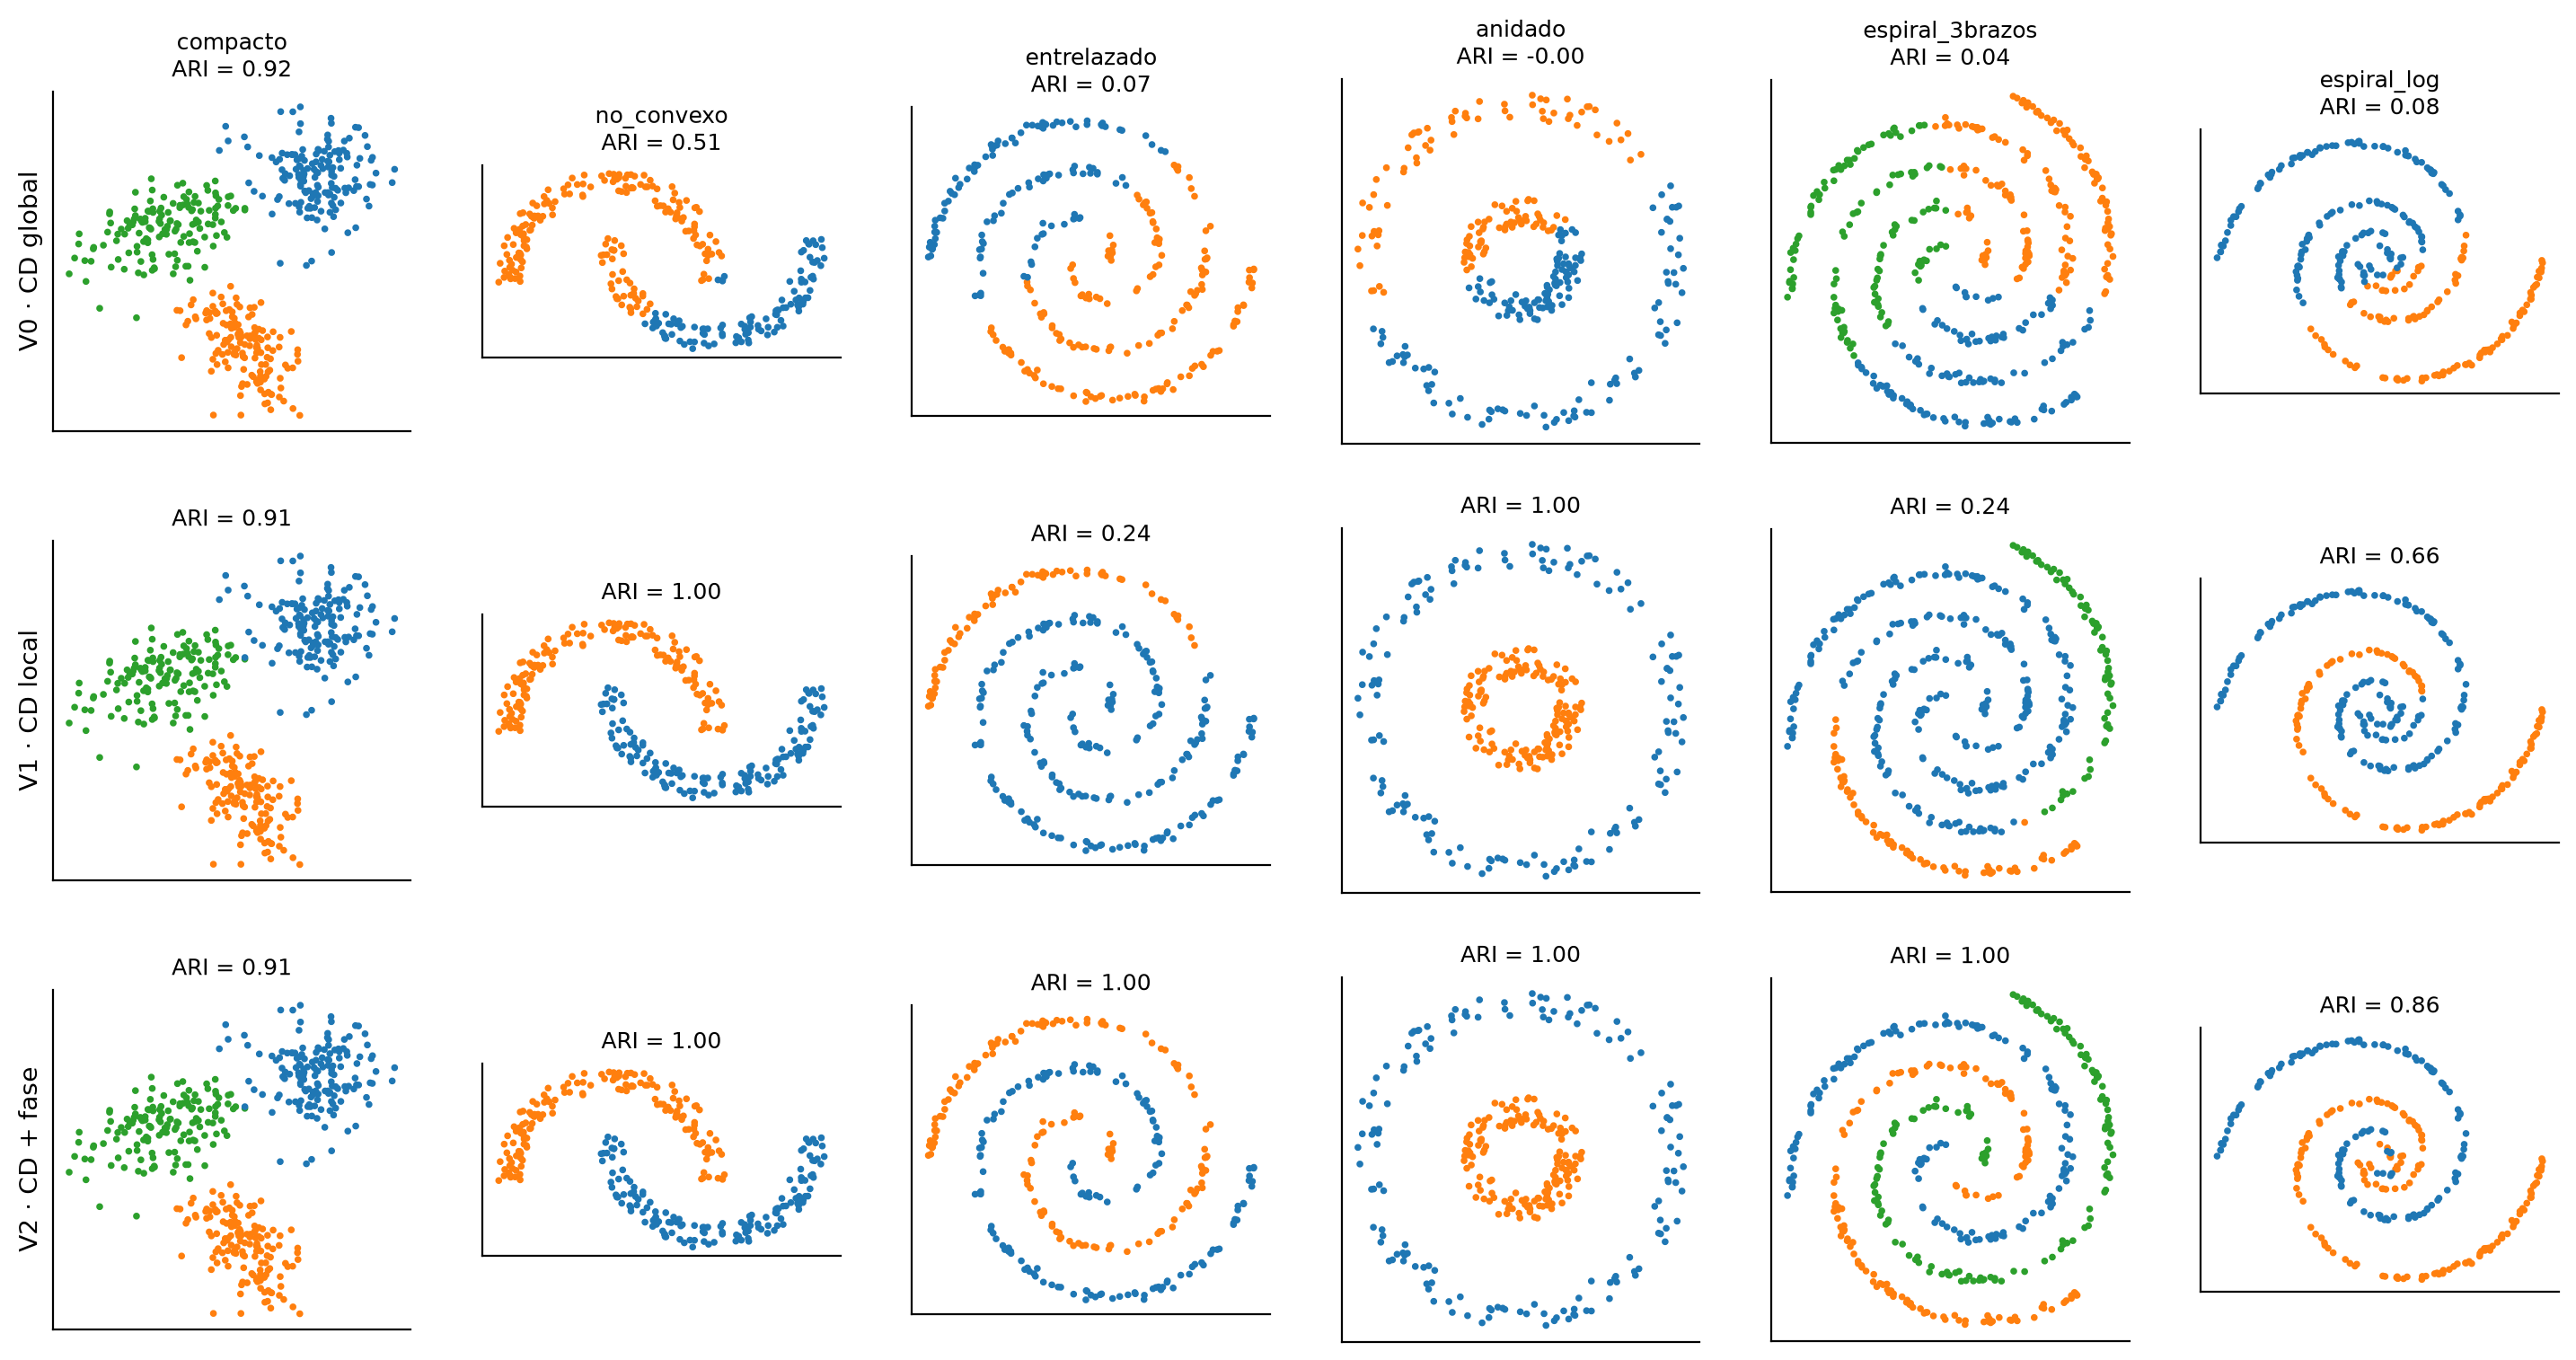 compacto
ARI = 0.92
no_convexo
ARI = 0.51
entrelazado
ARI = 0.07
anidado
ARI = -0.00
espiral_3brazos
ARI = 0.04
espiral_log
ARI = 0.08
V0 · CD global
ARI = 0.91
ARI = 1.00
ARI = 0.24
ARI = 1.00
ARI = 0.24
ARI = 0.66
V1 · CD local
ARI = 0.91
ARI = 1.00
ARI = 1.00
ARI = 1.00
ARI = 1.00
ARI = 0.86
V2 · CD + fase